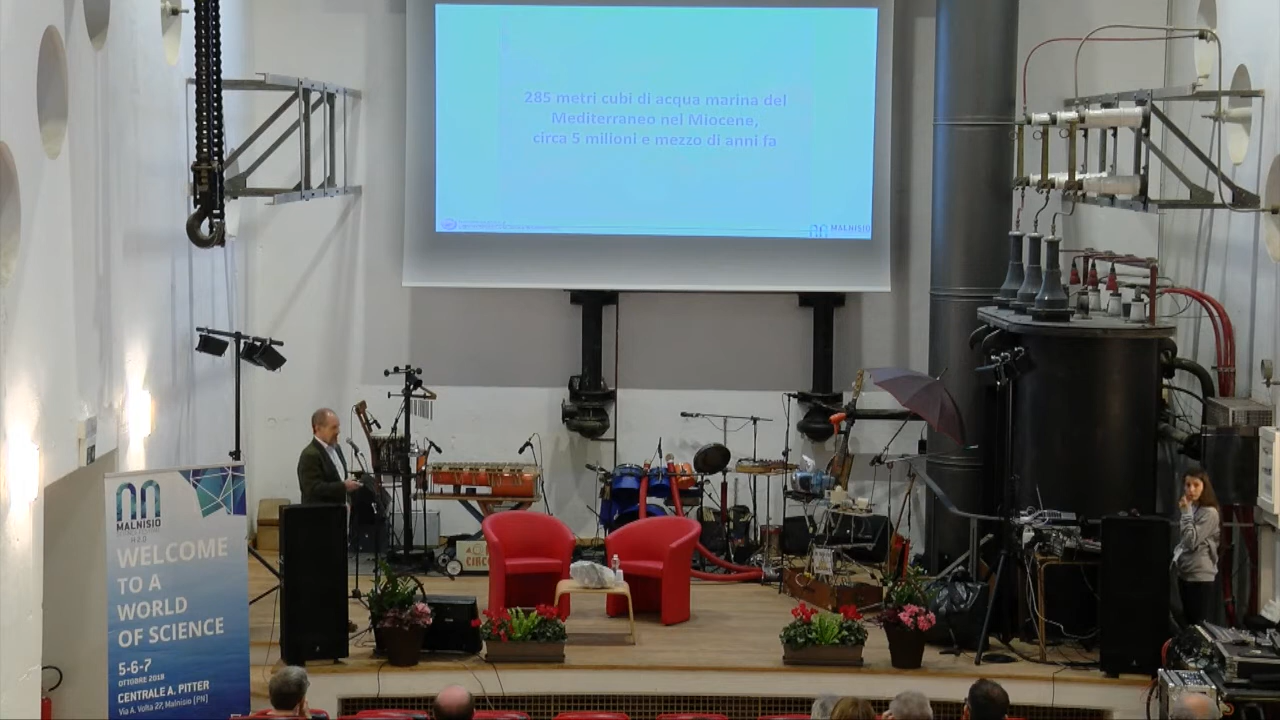 285 metri cubi di acqua marina del
Mediterraneo nel Miocene,
circa 5 milioni e mezzo di anni fa
MALNISIO
MALNISIO
WELCOME
TO A
WORLD
OF SCIENCE
5-6-7
OTTOBRE 2018
CENTRALE A. PITTER
Via A. Volta 27, Malnisio (PN)
CIRCO